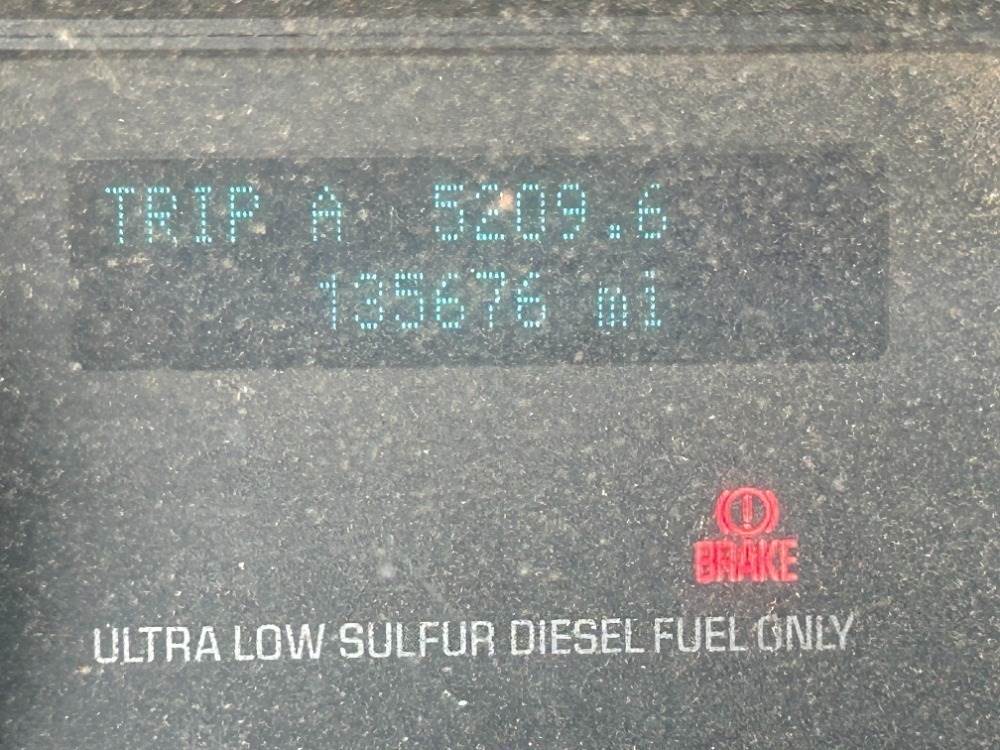 TRIP A 5209.6
135676 mi
BRAKE
ULTRA LOW SULFUR DIESEL FUEL ONLY